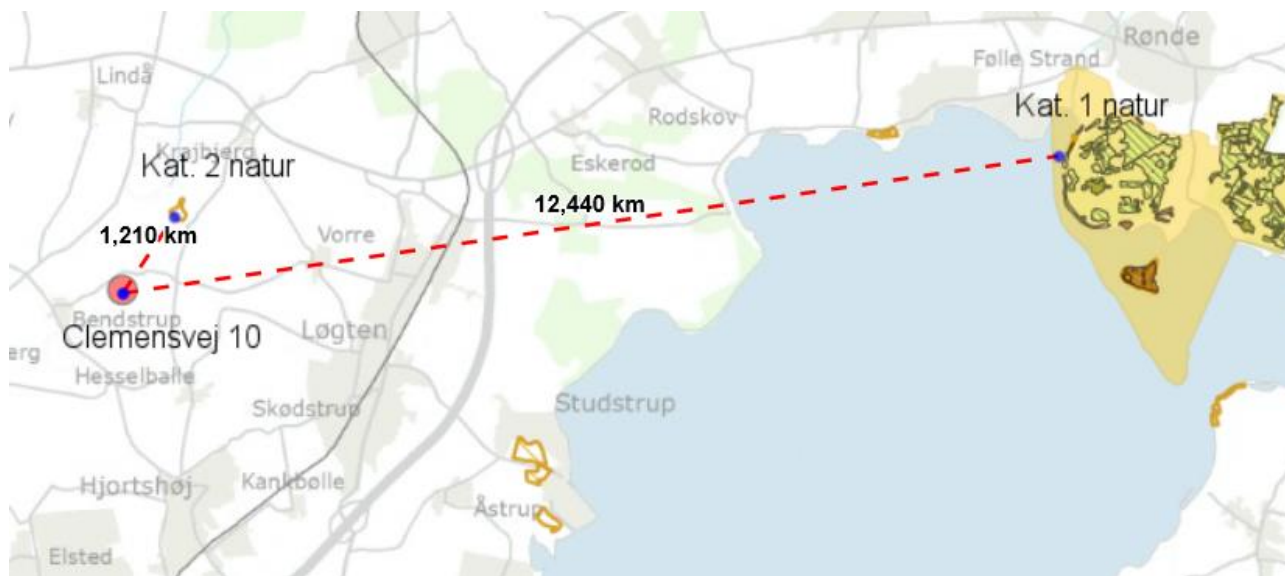 Rønde
Følle Strand
Lindå
Kat. 1 natur
Rodskov
Krajbjerg
Eskerod
Kat. 2 natur
12,440 km
1,210 km
Vorre
Bendstrup
Løgten
Clemensvej 10
erg
Hesselballe
Skødstrup
Studstrup
Kankbølle
Hjortshøj
Åstrup
Elsted